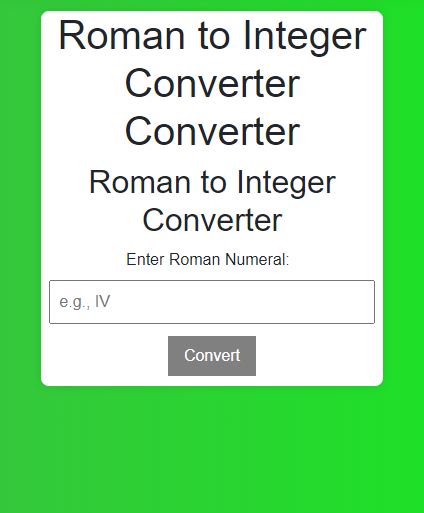 Roman to Integer
Converter
Converter
Roman to Integer
Converter
Enter Roman Numeral:
e.g., IV
Convert